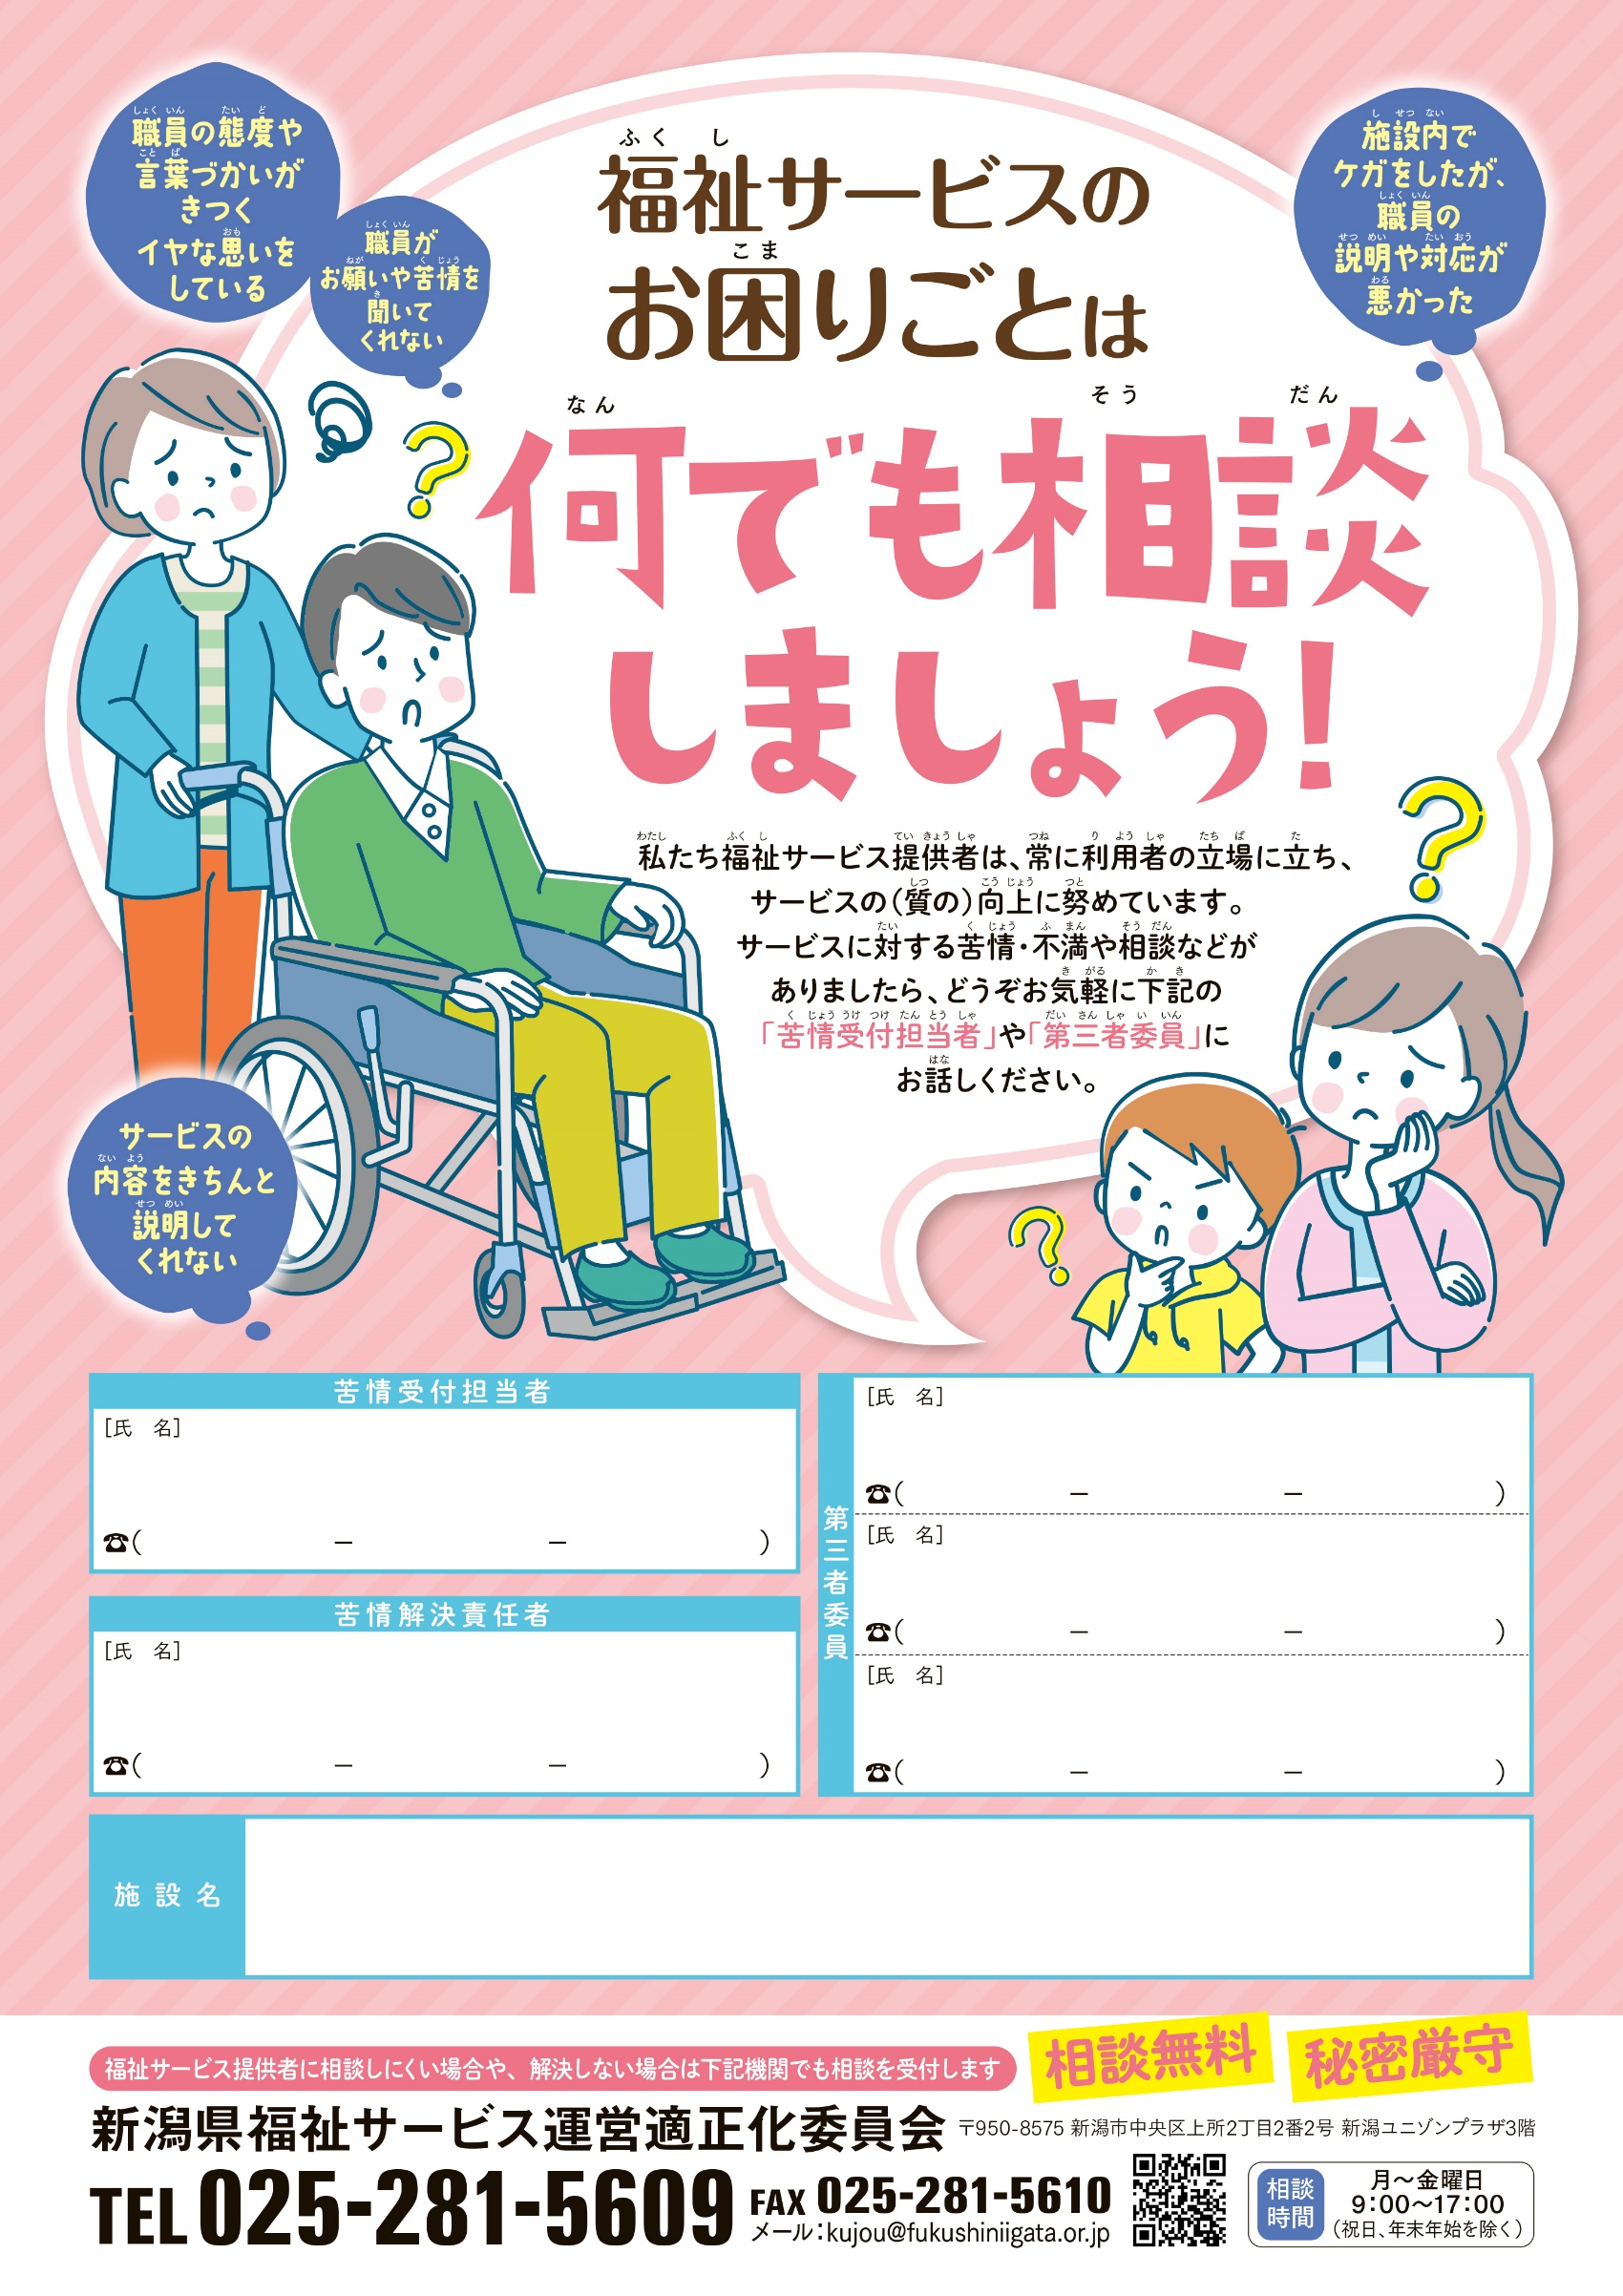 職員の態度や
言葉づかいが
きつく
イヤな思いを
している
職員が
お願いや苦情を
聞いて
くれない
施設内で
ケガをしたが、
職員の
説明や対応が
悪かった
福祉サービスの
お困りごとは
何でも相談
しましょう!
私たち福祉サービス提供者は、常に利用者の立場に立ち、
サービスの(質の)向上に努めています。
サービスに対する苦情・不満や相談などが
ありましたら、どうぞお気軽に下記の
「苦情受付担当者」や「第三者委員」に
お話しください。
サービスの
内容をきちんと
説明して
くれない
苦情受付担当者
[氏 名]
☎( ー ー )
苦情解決責任者
[氏 名]
☎( ー ー )
第三者委員
[氏 名]
☎( ー ー )
[氏 名]
☎( ー ー )
[氏 名]
☎( ー ー )
施設名
福祉サービス提供者に相談しにくい場合や、解決しない場合は下記機関でも相談を受付します
相談無料
秘密厳守
新潟県福祉サービス運営適正化委員会
〒950-8575 新潟市中央区上所2丁目2番2号 新潟ユニゾンプラザ3階
TEL 025-281-5609
FAX 025-281-5610
メール:kujou@fukushiniigata.or.jp
相談
時間
月〜金曜日
9:00〜17:00
(祝日、年末年始を除く)